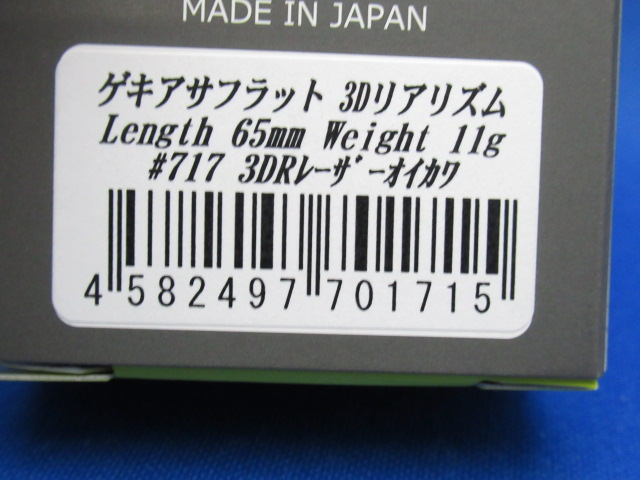 MADE IN JAPAN
ゲキアサフラット 3Dリアリズム
Length 65mm Weight 11g
#717 3DRﾚｰｻﾞｰオイカワ
4 582497 701715